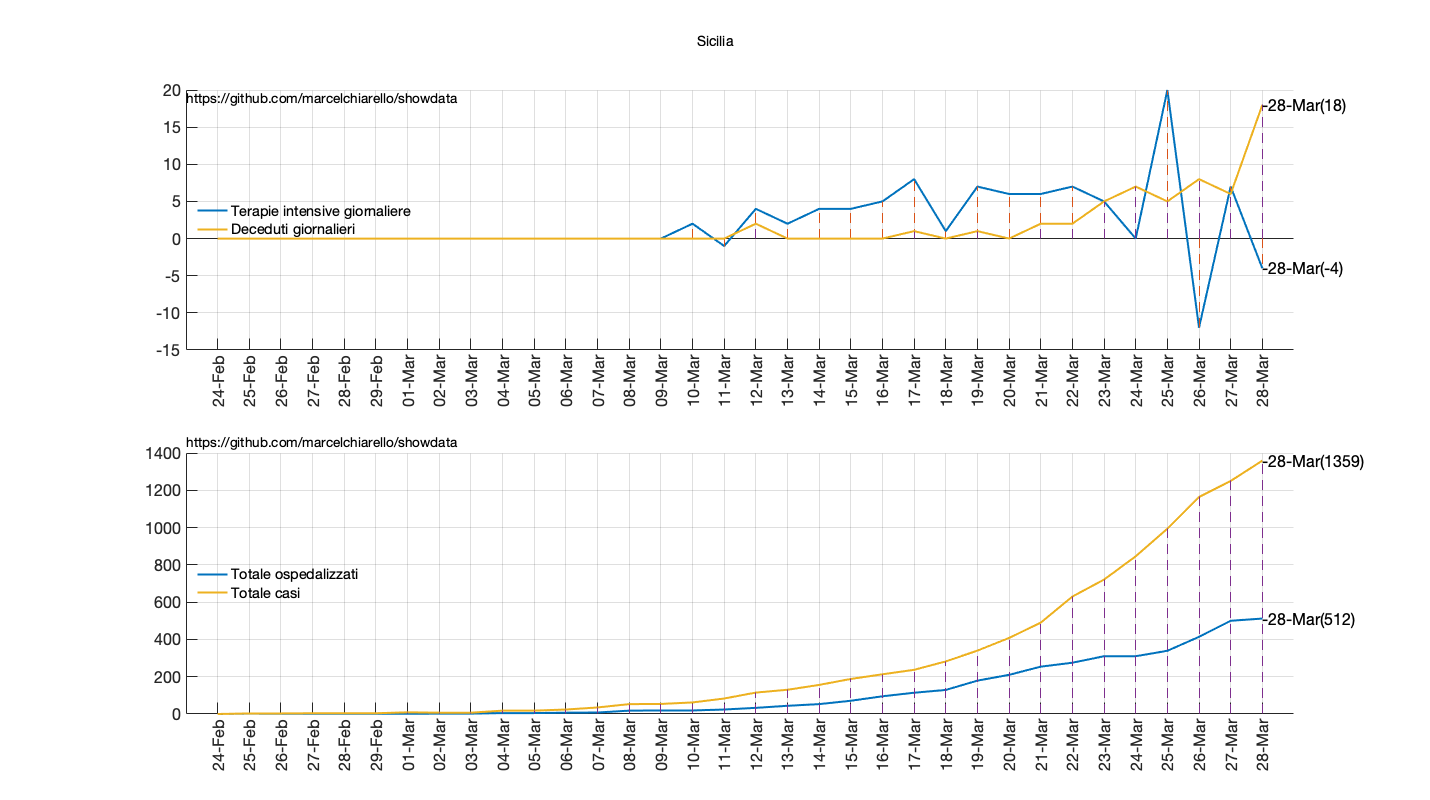 Sicilia
https://github.com/marcelchiarello/showdata
20
15
10
5
0
-5
-10
-15
Terapie intensive giornaliere
Deceduti giornalieri
-28-Mar(18)
-28-Mar(-4)
24-Feb
25-Feb
26-Feb
27-Feb
28-Feb
29-Feb
01-Mar
02-Mar
03-Mar
04-Mar
05-Mar
06-Mar
07-Mar
08-Mar
09-Mar
10-Mar
11-Mar
12-Mar
13-Mar
14-Mar
15-Mar
16-Mar
17-Mar
18-Mar
19-Mar
20-Mar
21-Mar
22-Mar
23-Mar
24-Mar
25-Mar
26-Mar
27-Mar
28-Mar
https://github.com/marcelchiarello/showdata
1400
1200
1000
800
600
400
200
0
Totale ospedalizzati
Totale casi
-28-Mar(1359)
-28-Mar(512)
24-Feb
25-Feb
26-Feb
27-Feb
28-Feb
29-Feb
01-Mar
02-Mar
03-Mar
04-Mar
05-Mar
06-Mar
07-Mar
08-Mar
09-Mar
10-Mar
11-Mar
12-Mar
13-Mar
14-Mar
15-Mar
16-Mar
17-Mar
18-Mar
19-Mar
20-Mar
21-Mar
22-Mar
23-Mar
24-Mar
25-Mar
26-Mar
27-Mar
28-Mar